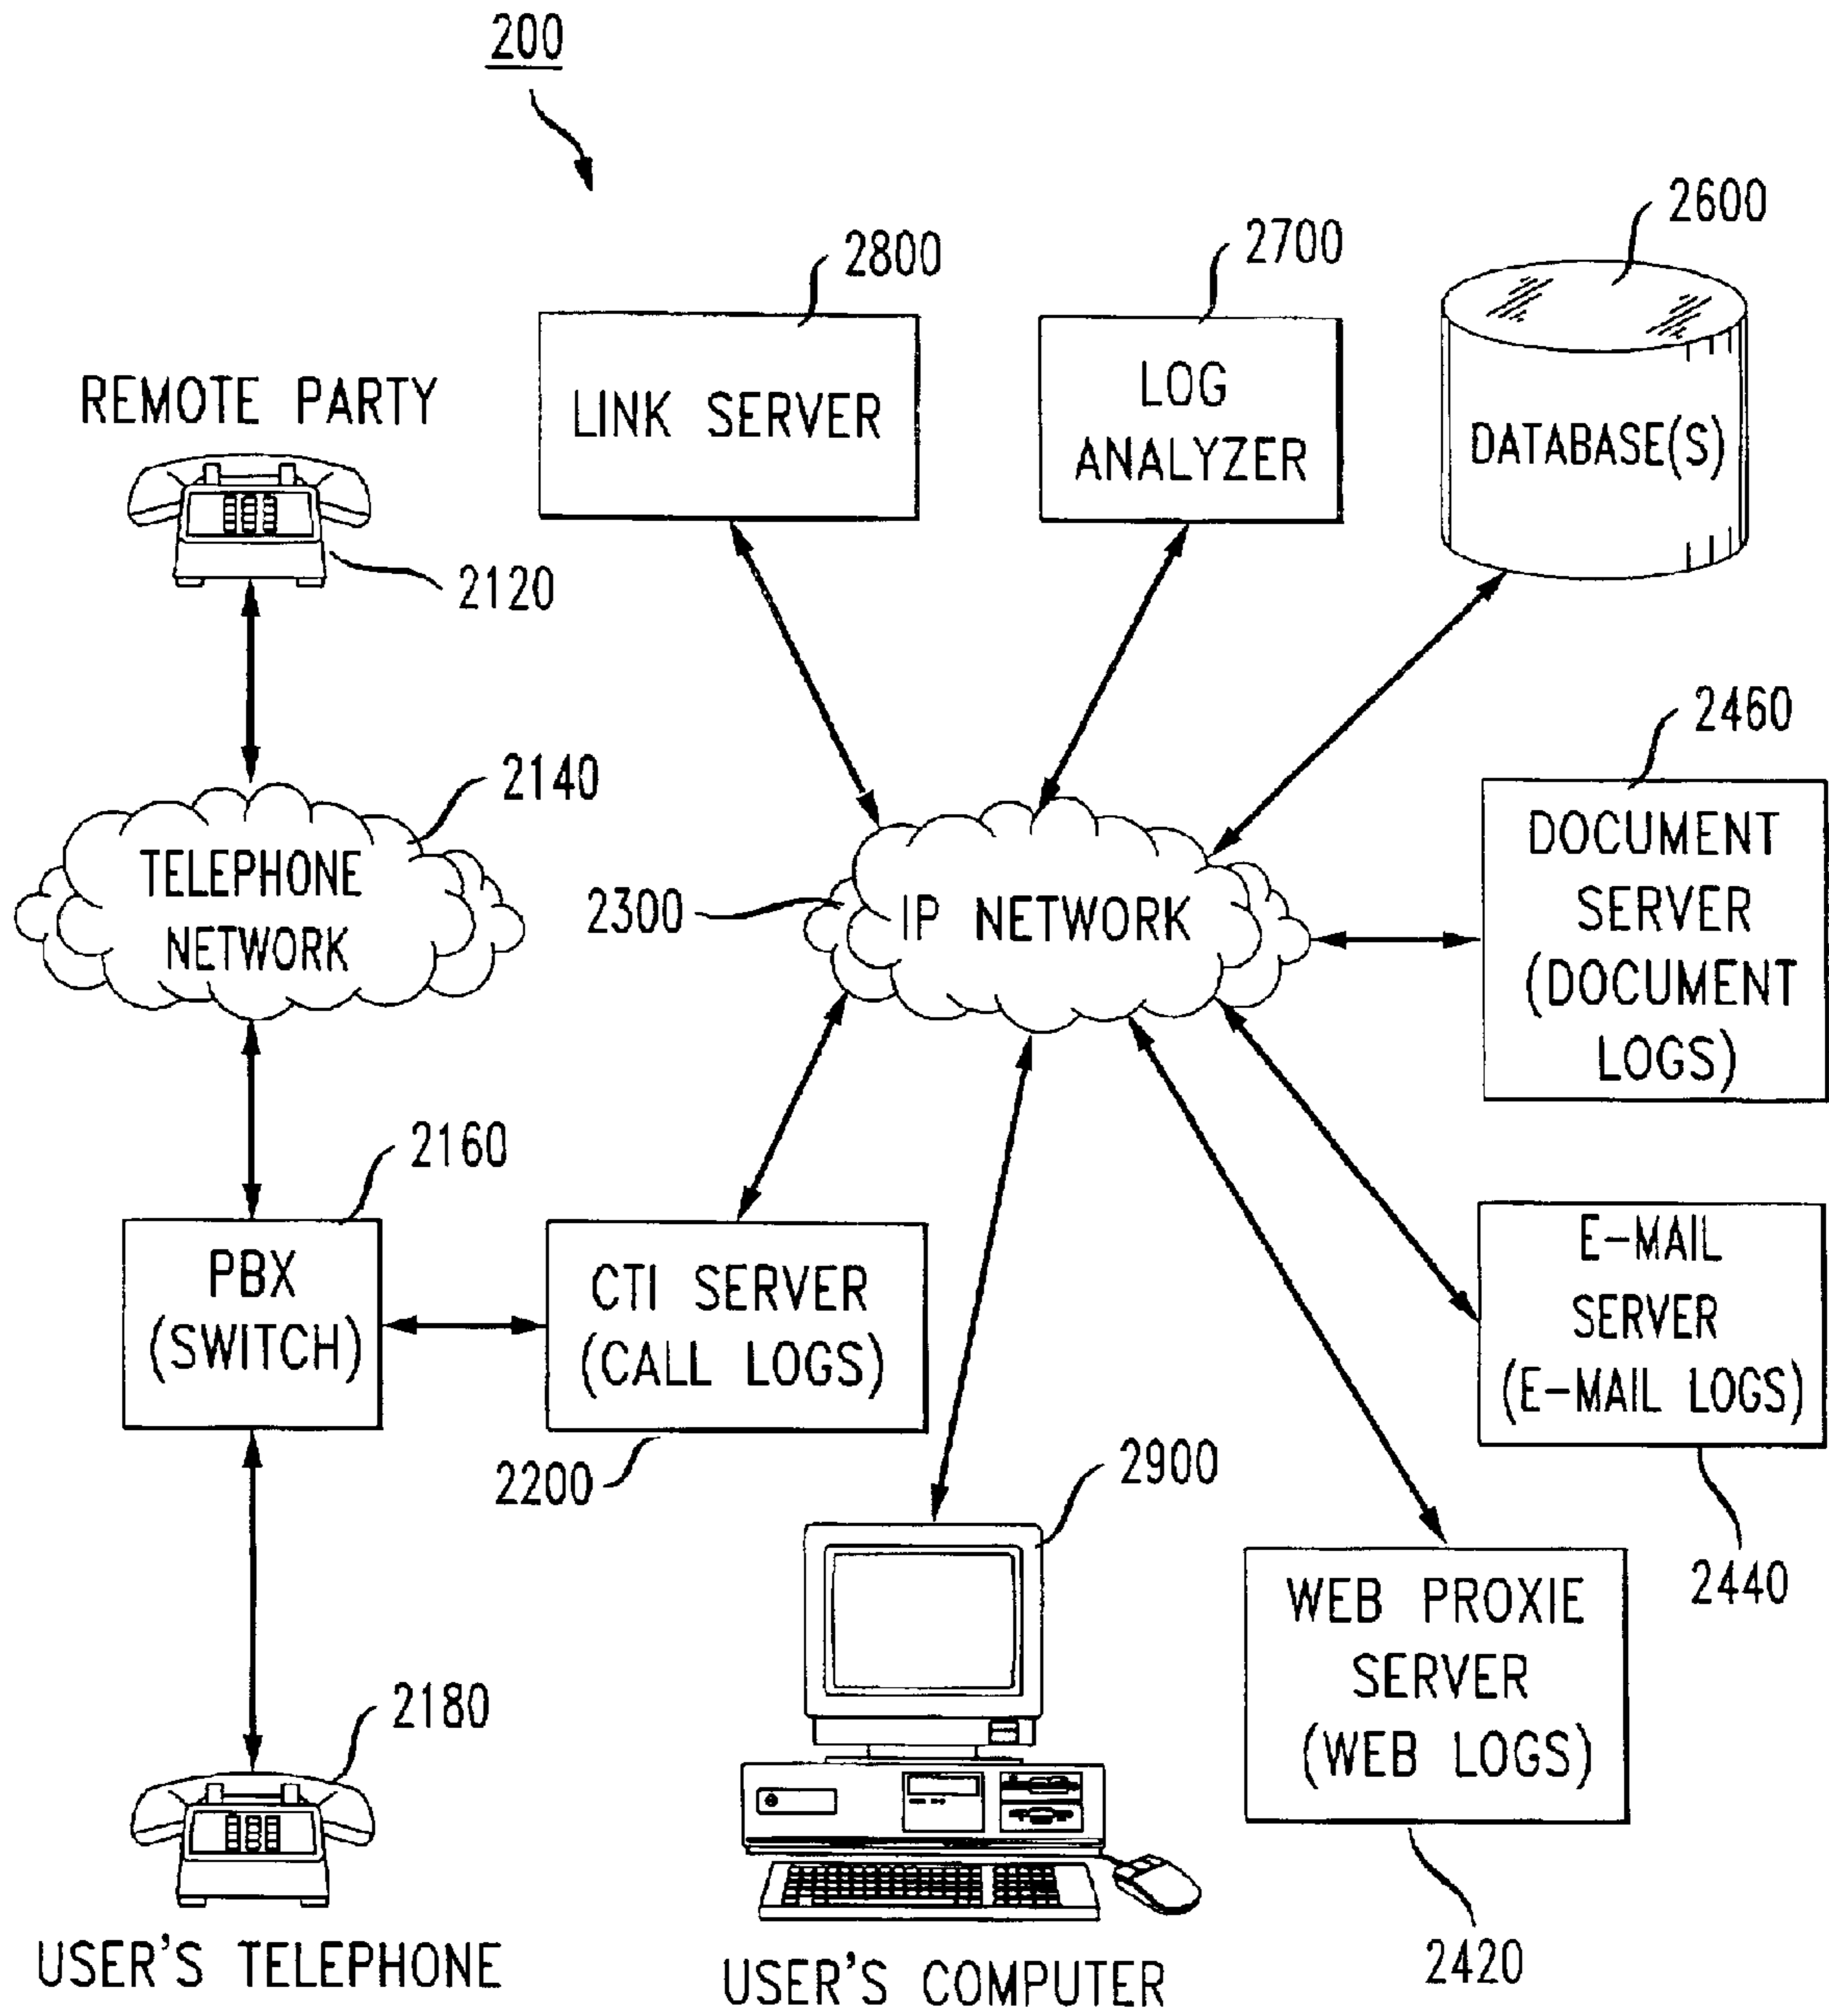 200
2600
2700
2800
LINK SERVER
LOG
ANALYZER
DATABASE(S)
REMOTE PARTY
2120
2140
TELEPHONE
NETWORK
2300
IP NETWORK
2460
DOCUMENT
SERVER
(DOCUMENT
LOGS)
2160
PBX
(SWITCH)
CTI SERVER
(CALL LOGS)
2200
E-MAIL
SERVER
(E-MAIL LOGS)
2440
2900
WEB PROXIE
SERVER
(WEB LOGS)
2420
2180
USER'S TELEPHONE
USER'S COMPUTER